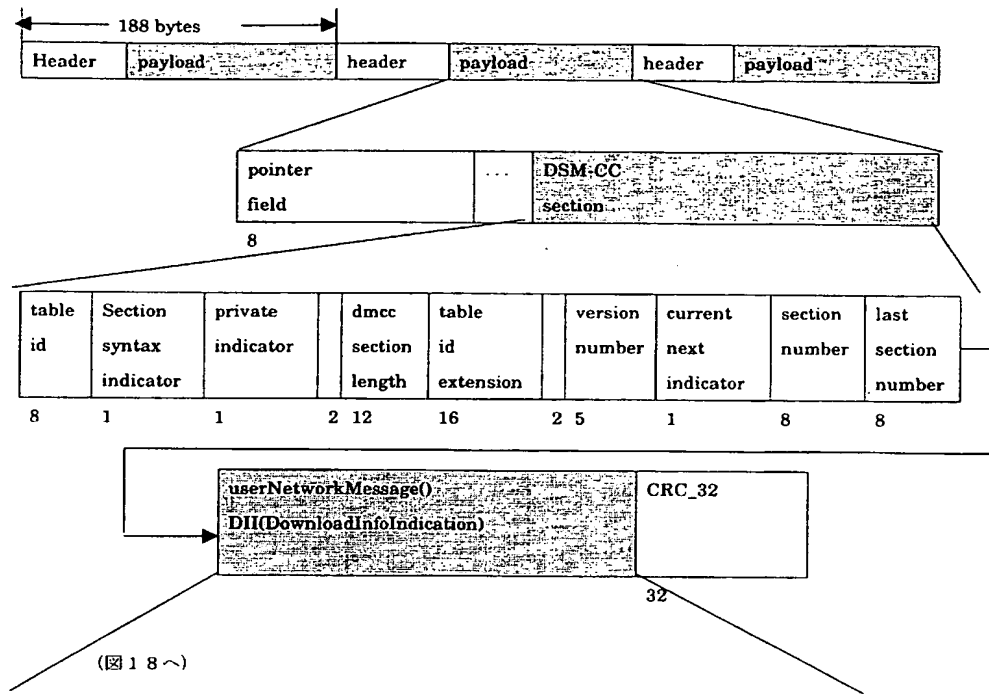 188 bytes
Header payload header payload header payload
pointer field ... DSM-CC section
8
table id Section syntax indicator private indicator dmcc section length table id extension version number current next indicator section number last section number
8 1 1 2 12 16 2 5 1 8 8
userNetworkMessage()
DII(DownloadInfoIndication)
CRC_32
32
(図18へ)